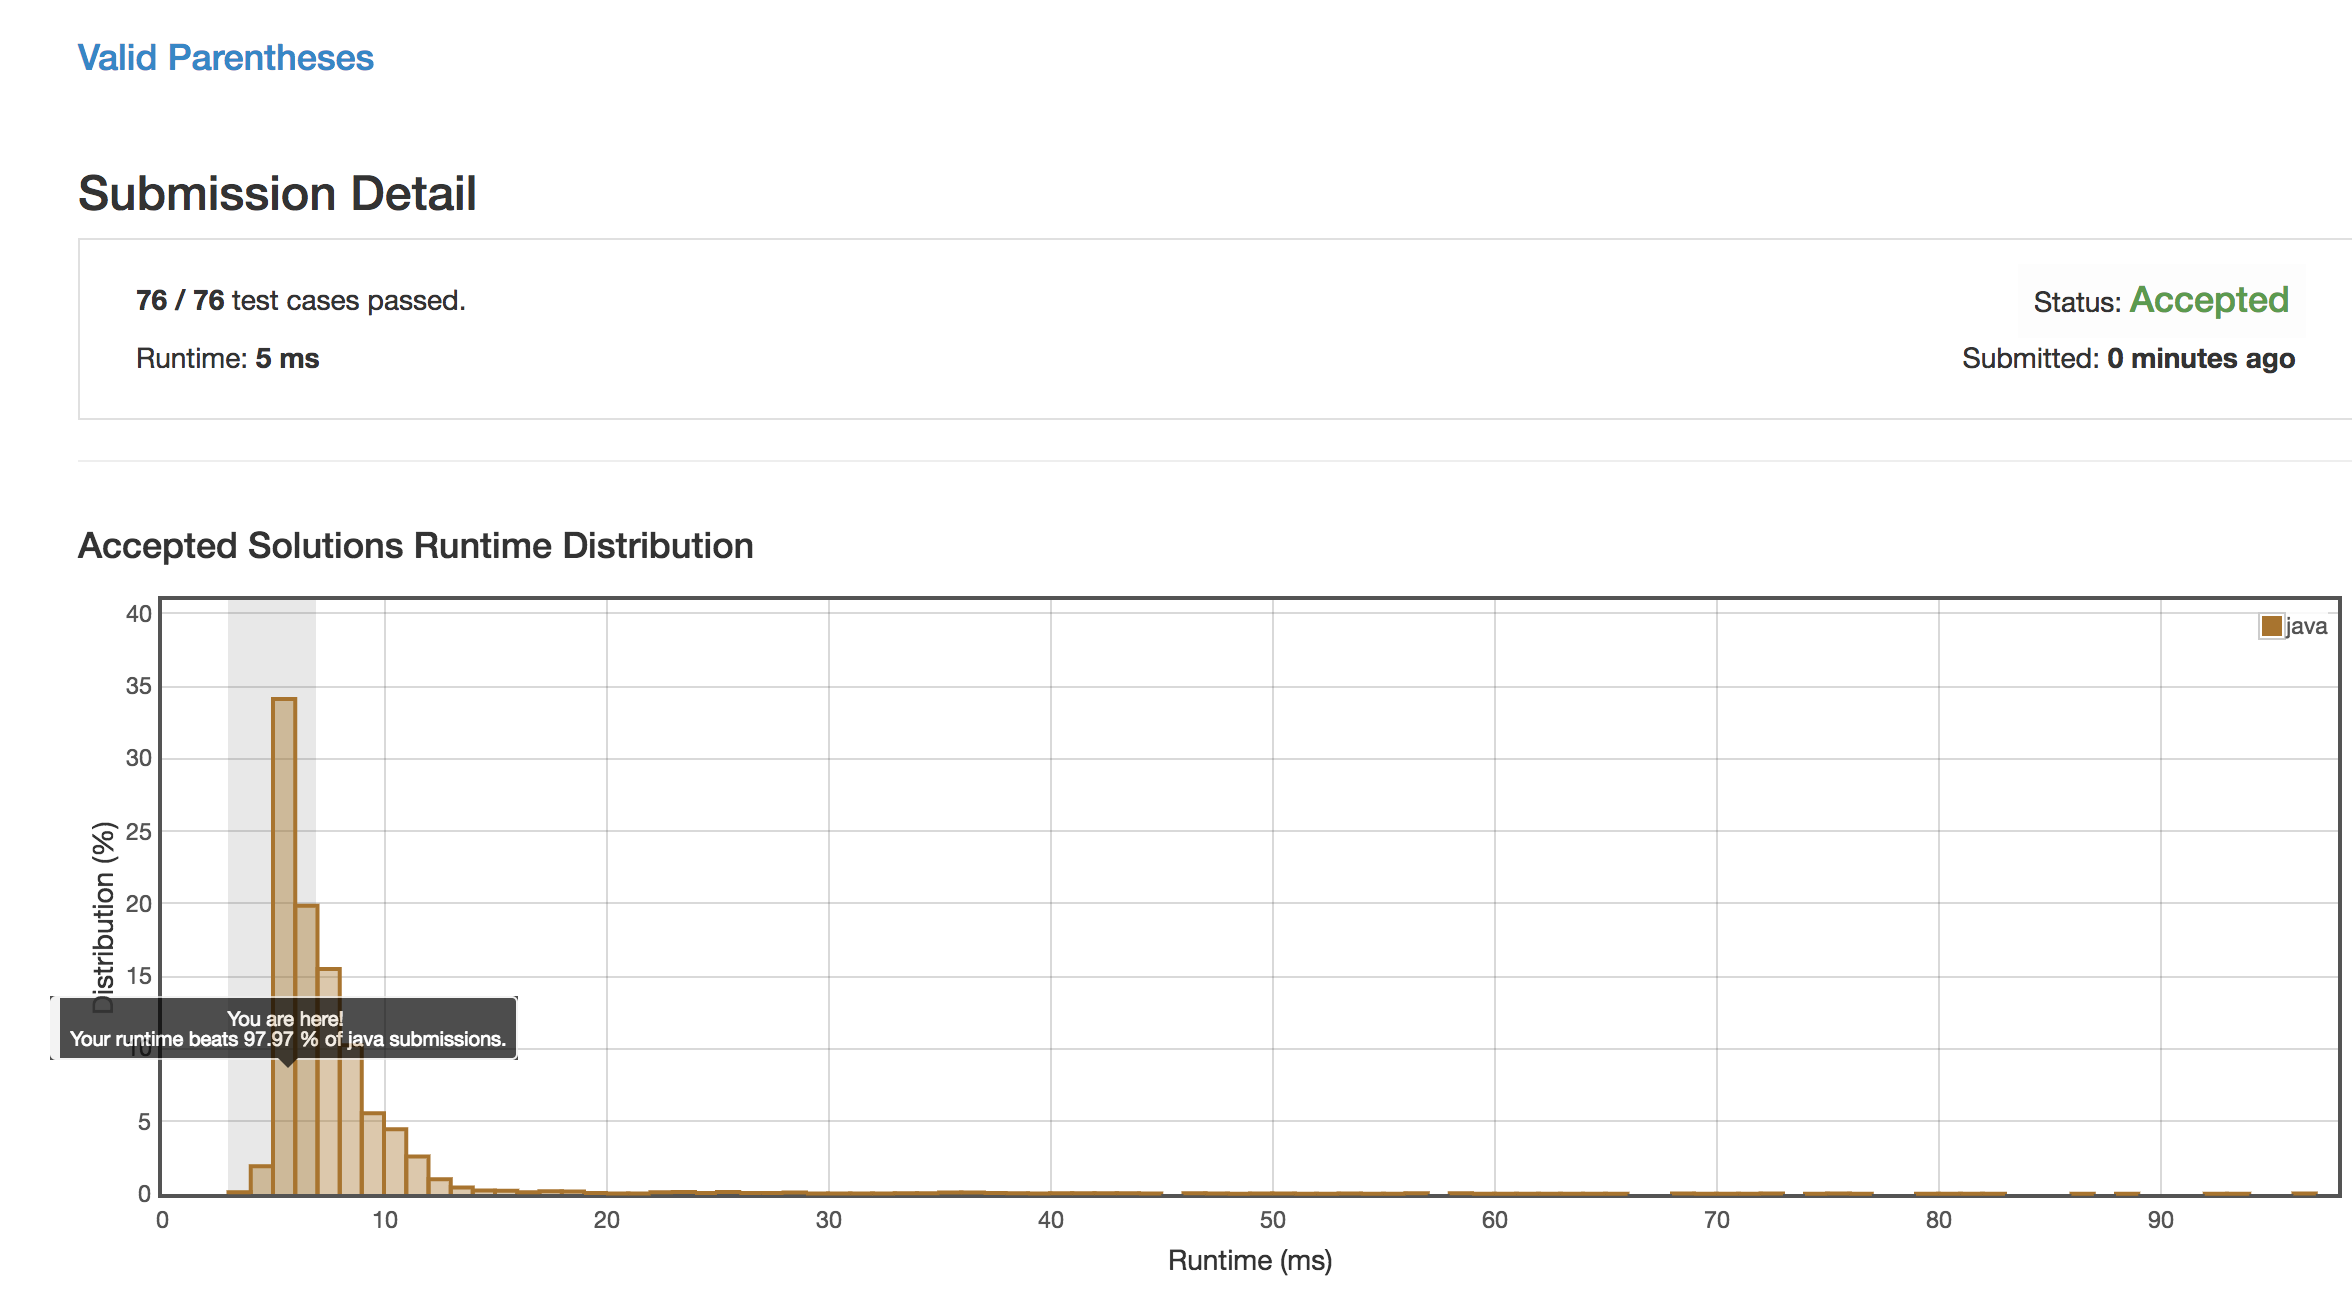 Valid Parentheses
Submission Detail
76 / 76 test cases passed.
Status: Accepted
Runtime: 5 ms
Submitted: 0 minutes ago
Accepted Solutions Runtime Distribution
40
35
30
25
20
15
10
5
0
Distribution (%)
java
You are here!
Your runtime beats 97.97 % of java submissions.
0 10 20 30 40 50 60 70 80 90
Runtime (ms)